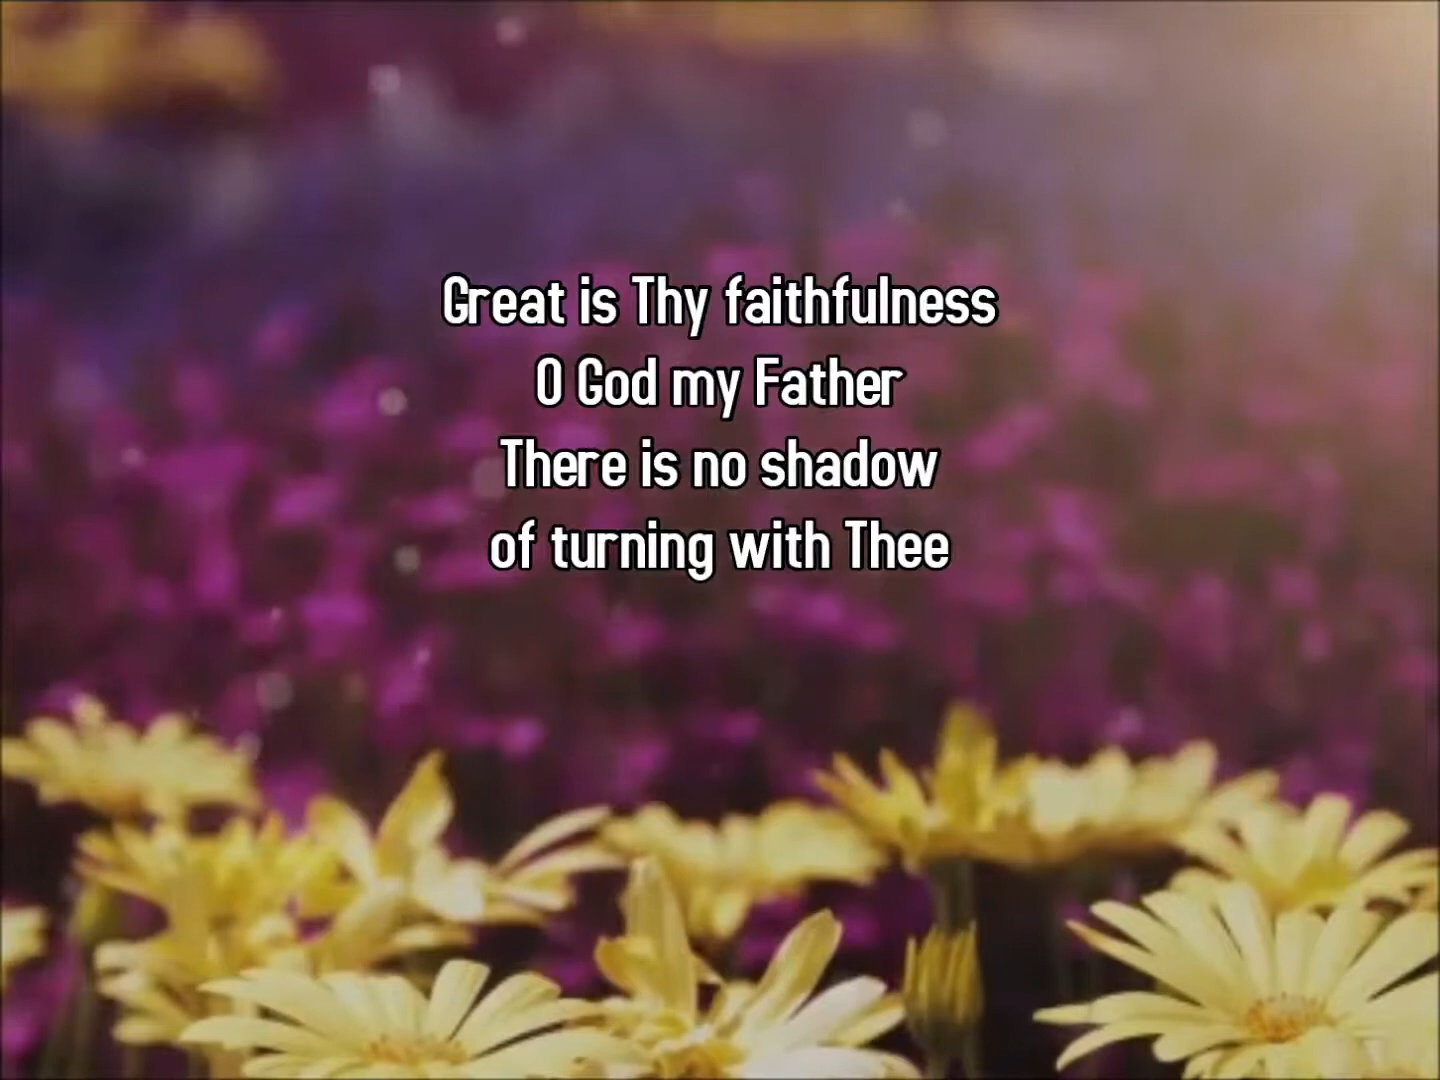 Great is Thy faithfulness
O God my Father
There is no shadow
of turning with Thee